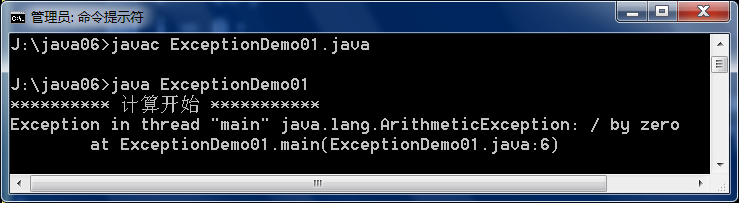 管理员: 命令提示符
J:\java06>javac ExceptionDemo01.java
J:\java06>java ExceptionDemo01
********** 计算开始 ***********
Exception in thread "main" java.lang.ArithmeticException: / by zero
at ExceptionDemo01.main(ExceptionDemo01.java:6)